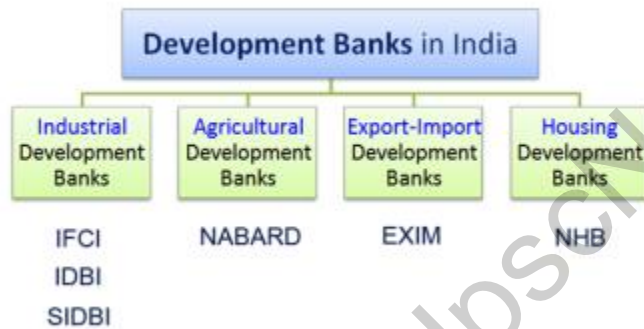 Development Banks in India
Industrial
Development
Banks
Agricultural
Development
Banks
Export-Import
Development
Banks
Housing
Development
Banks
IFCI
IDBI
SIDBI
NABARD
EXIM
NHB